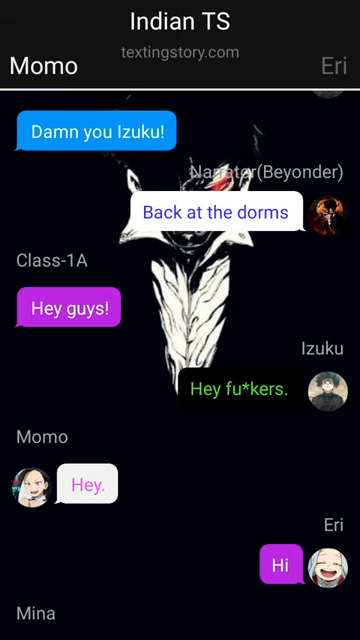 Indian TS
textingstory.com
Momo
Eri
Damn you Izuku!
Narrator(Beyonder)
Back at the dorms
Class-1A
Hey guys!
Izuku
Hey fu*kers.
Momo
Hey.
Eri
Hi
Mina